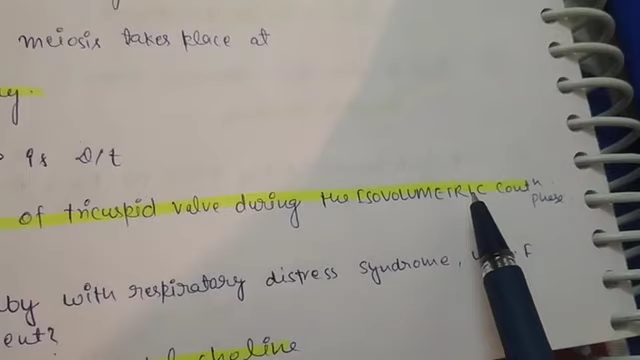 meiosis takes place at
is D/t
of tricuspid valve during the ISOVOLUMETRIC contn
phase
by with respiratory distress syndrome,
ent?
choline